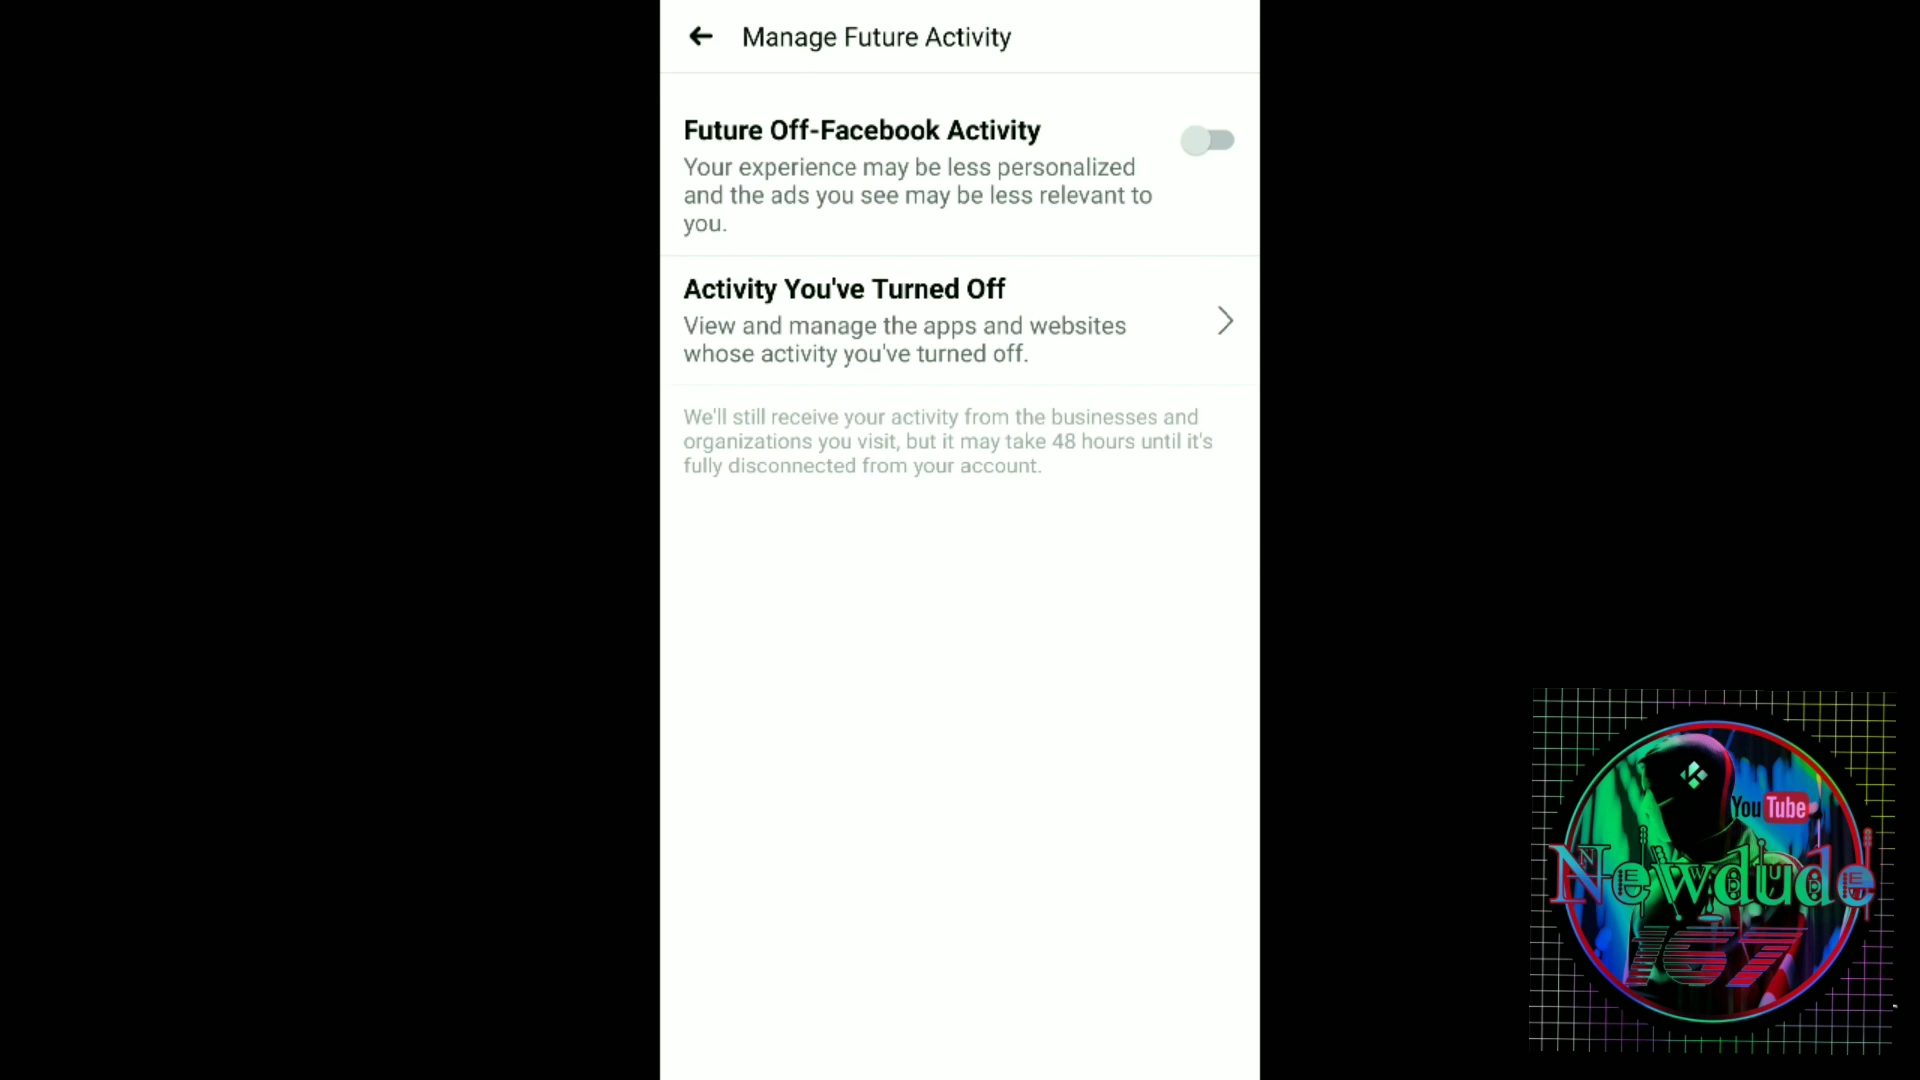 Manage Future Activity
Future Off-Facebook Activity
Your experience may be less personalized
and the ads you see may be less relevant to
you.
Activity You've Turned Off
View and manage the apps and websites
whose activity you've turned off.
We'll still receive your activity from the businesses and
organizations you visit, but it may take 48 hours until it's
fully disconnected from your account.
YouTube
Newdude